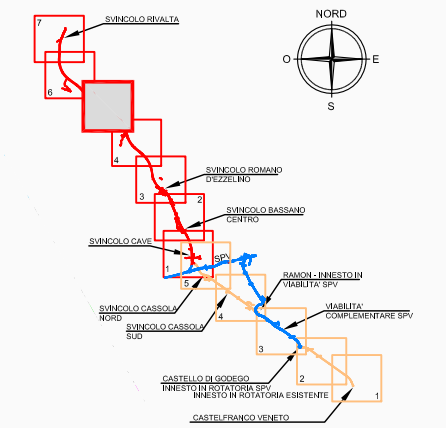 NORD
O
E
S
7
SVINCOLO RIVALTA
6
4
SVINCOLO ROMANO
D'EZZELINO
3
2
SVINCOLO BASSANO
CENTRO
SVINCOLO CAVE
SPV
1
5
RAMON - INNESTO IN
VIABILITA' SPV
SVINCOLO CASSOLA
NORD
4
VIABILITA'
COMPLEMENTARE SPV
SVINCOLO CASSOLA
SUD
3
CASTELLO DI GODEGO
INNESTO IN ROTATORIA SPV
2
INNESTO IN ROTATORIA ESISTENTE
1
CASTELFRANCO VENETO